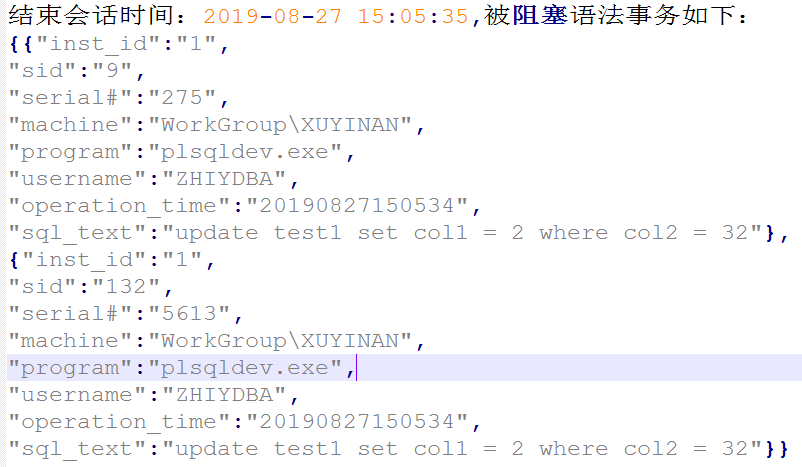 结束会话时间：2019-08-27 15:05:35,被阻塞语法事务如下：
{{"inst_id":"1",
"sid":"9",
"serial#":"275",
"machine":"WorkGroup\XUYINAN",
"program":"plsqldev.exe",
"username":"ZHIYDBA",
"operation_time":"20190827150534",
"sql_text":"update test1 set col1 = 2 where col2 = 32"},
{"inst_id":"1",
"sid":"132",
"serial#":"5613",
"machine":"WorkGroup\XUYINAN",
"program":"plsqldev.exe",
"username":"ZHIYDBA",
"operation_time":"20190827150534",
"sql_text":"update test1 set col1 = 2 where col2 = 32"}}